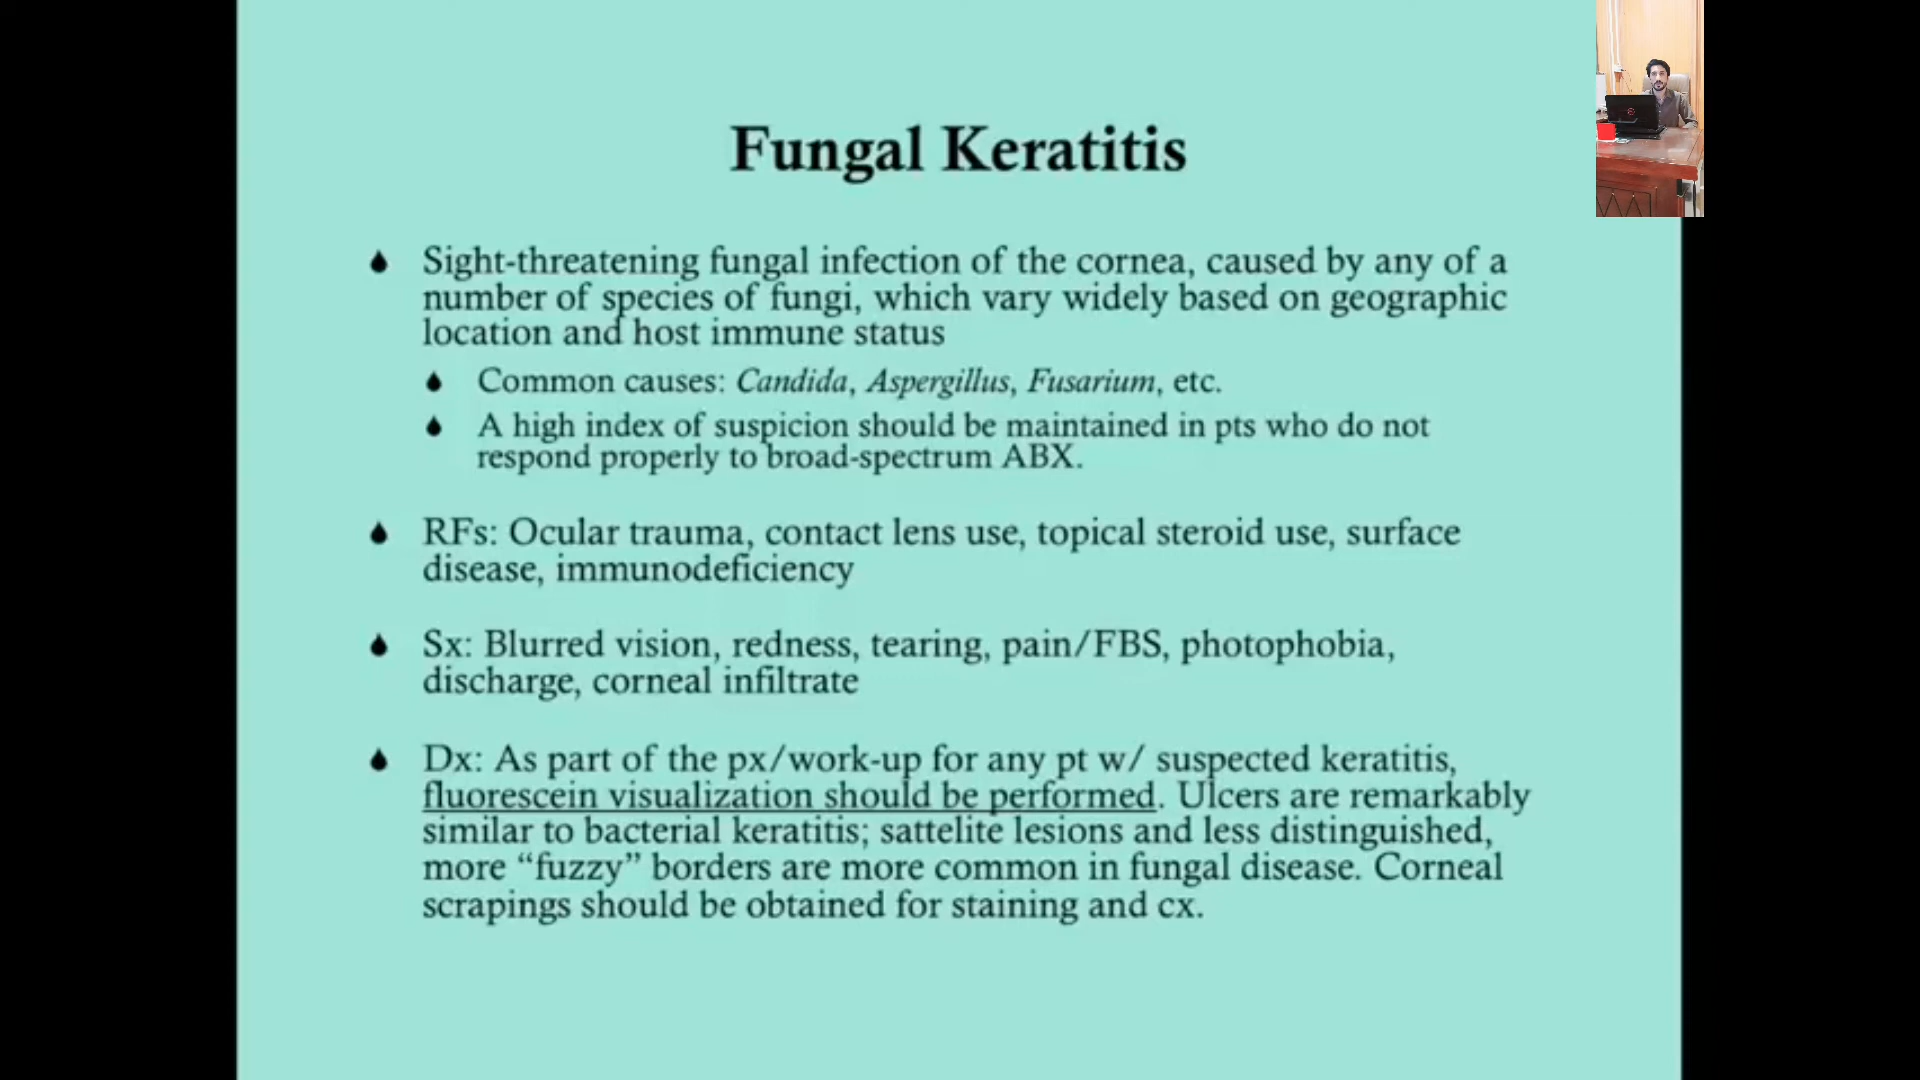 Fungal Keratitis
Sight-threatening fungal infection of the cornea, caused by any of a
number of species of fungi, which vary widely based on geographic
location and host immune status
Common causes: Candida, Aspergillus, Fusarium, etc.
A high index of suspicion should be maintained in pts who do not
respond properly to broad-spectrum ABX.
RFs: Ocular trauma, contact lens use, topical steroid use, surface
disease, immunodeficiency
Sx: Blurred vision, redness, tearing, pain/FBS, photophobia,
discharge, corneal infiltrate
Dx: As part of the px/work-up for any pt w/ suspected keratitis,
fluorescein visualization should be performed. Ulcers are remarkably
similar to bacterial keratitis; sattelite lesions and less distinguished,
more “fuzzy” borders are more common in fungal disease. Corneal
scrapings should be obtained for staining and cx.